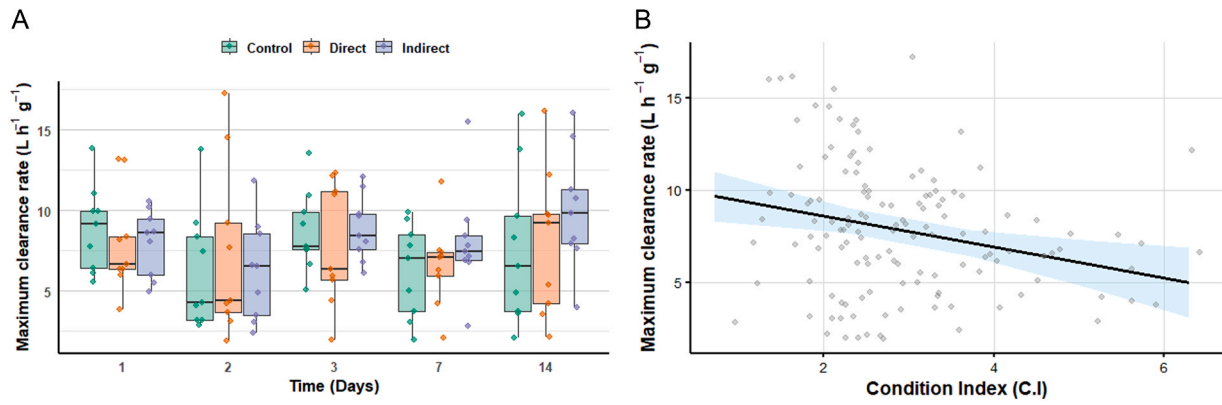 A
Control Direct Indirect
Maximum clearance rate (L h⁻¹ g⁻¹)
15
10
5
1 2 3 7 14
Time (Days)
B
Maximum clearance rate (L h⁻¹ g⁻¹)
15
10
5
2 4 6
Condition Index (C.I)